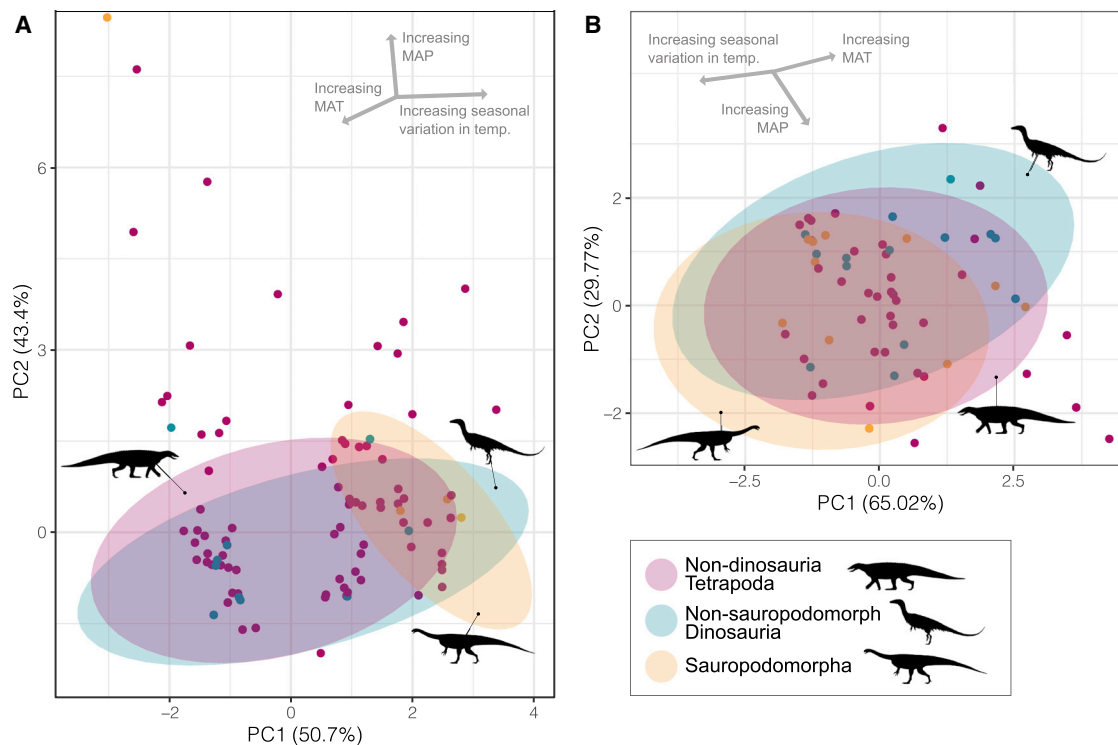 A
Increasing
MAP
Increasing
MAT
Increasing seasonal
variation in temp.
6
3
0
PC2 (43.4%)
−2
0
2
4
PC1 (50.7%)
B
Increasing seasonal
variation in temp.
Increasing
MAT
Increasing
MAP
2
0
−2
PC2 (29.77%)
−2.5
0.0
2.5
PC1 (65.02%)
Non-dinosauria
Tetrapoda
Non-sauropodomorph
Dinosauria
Sauropodomorpha